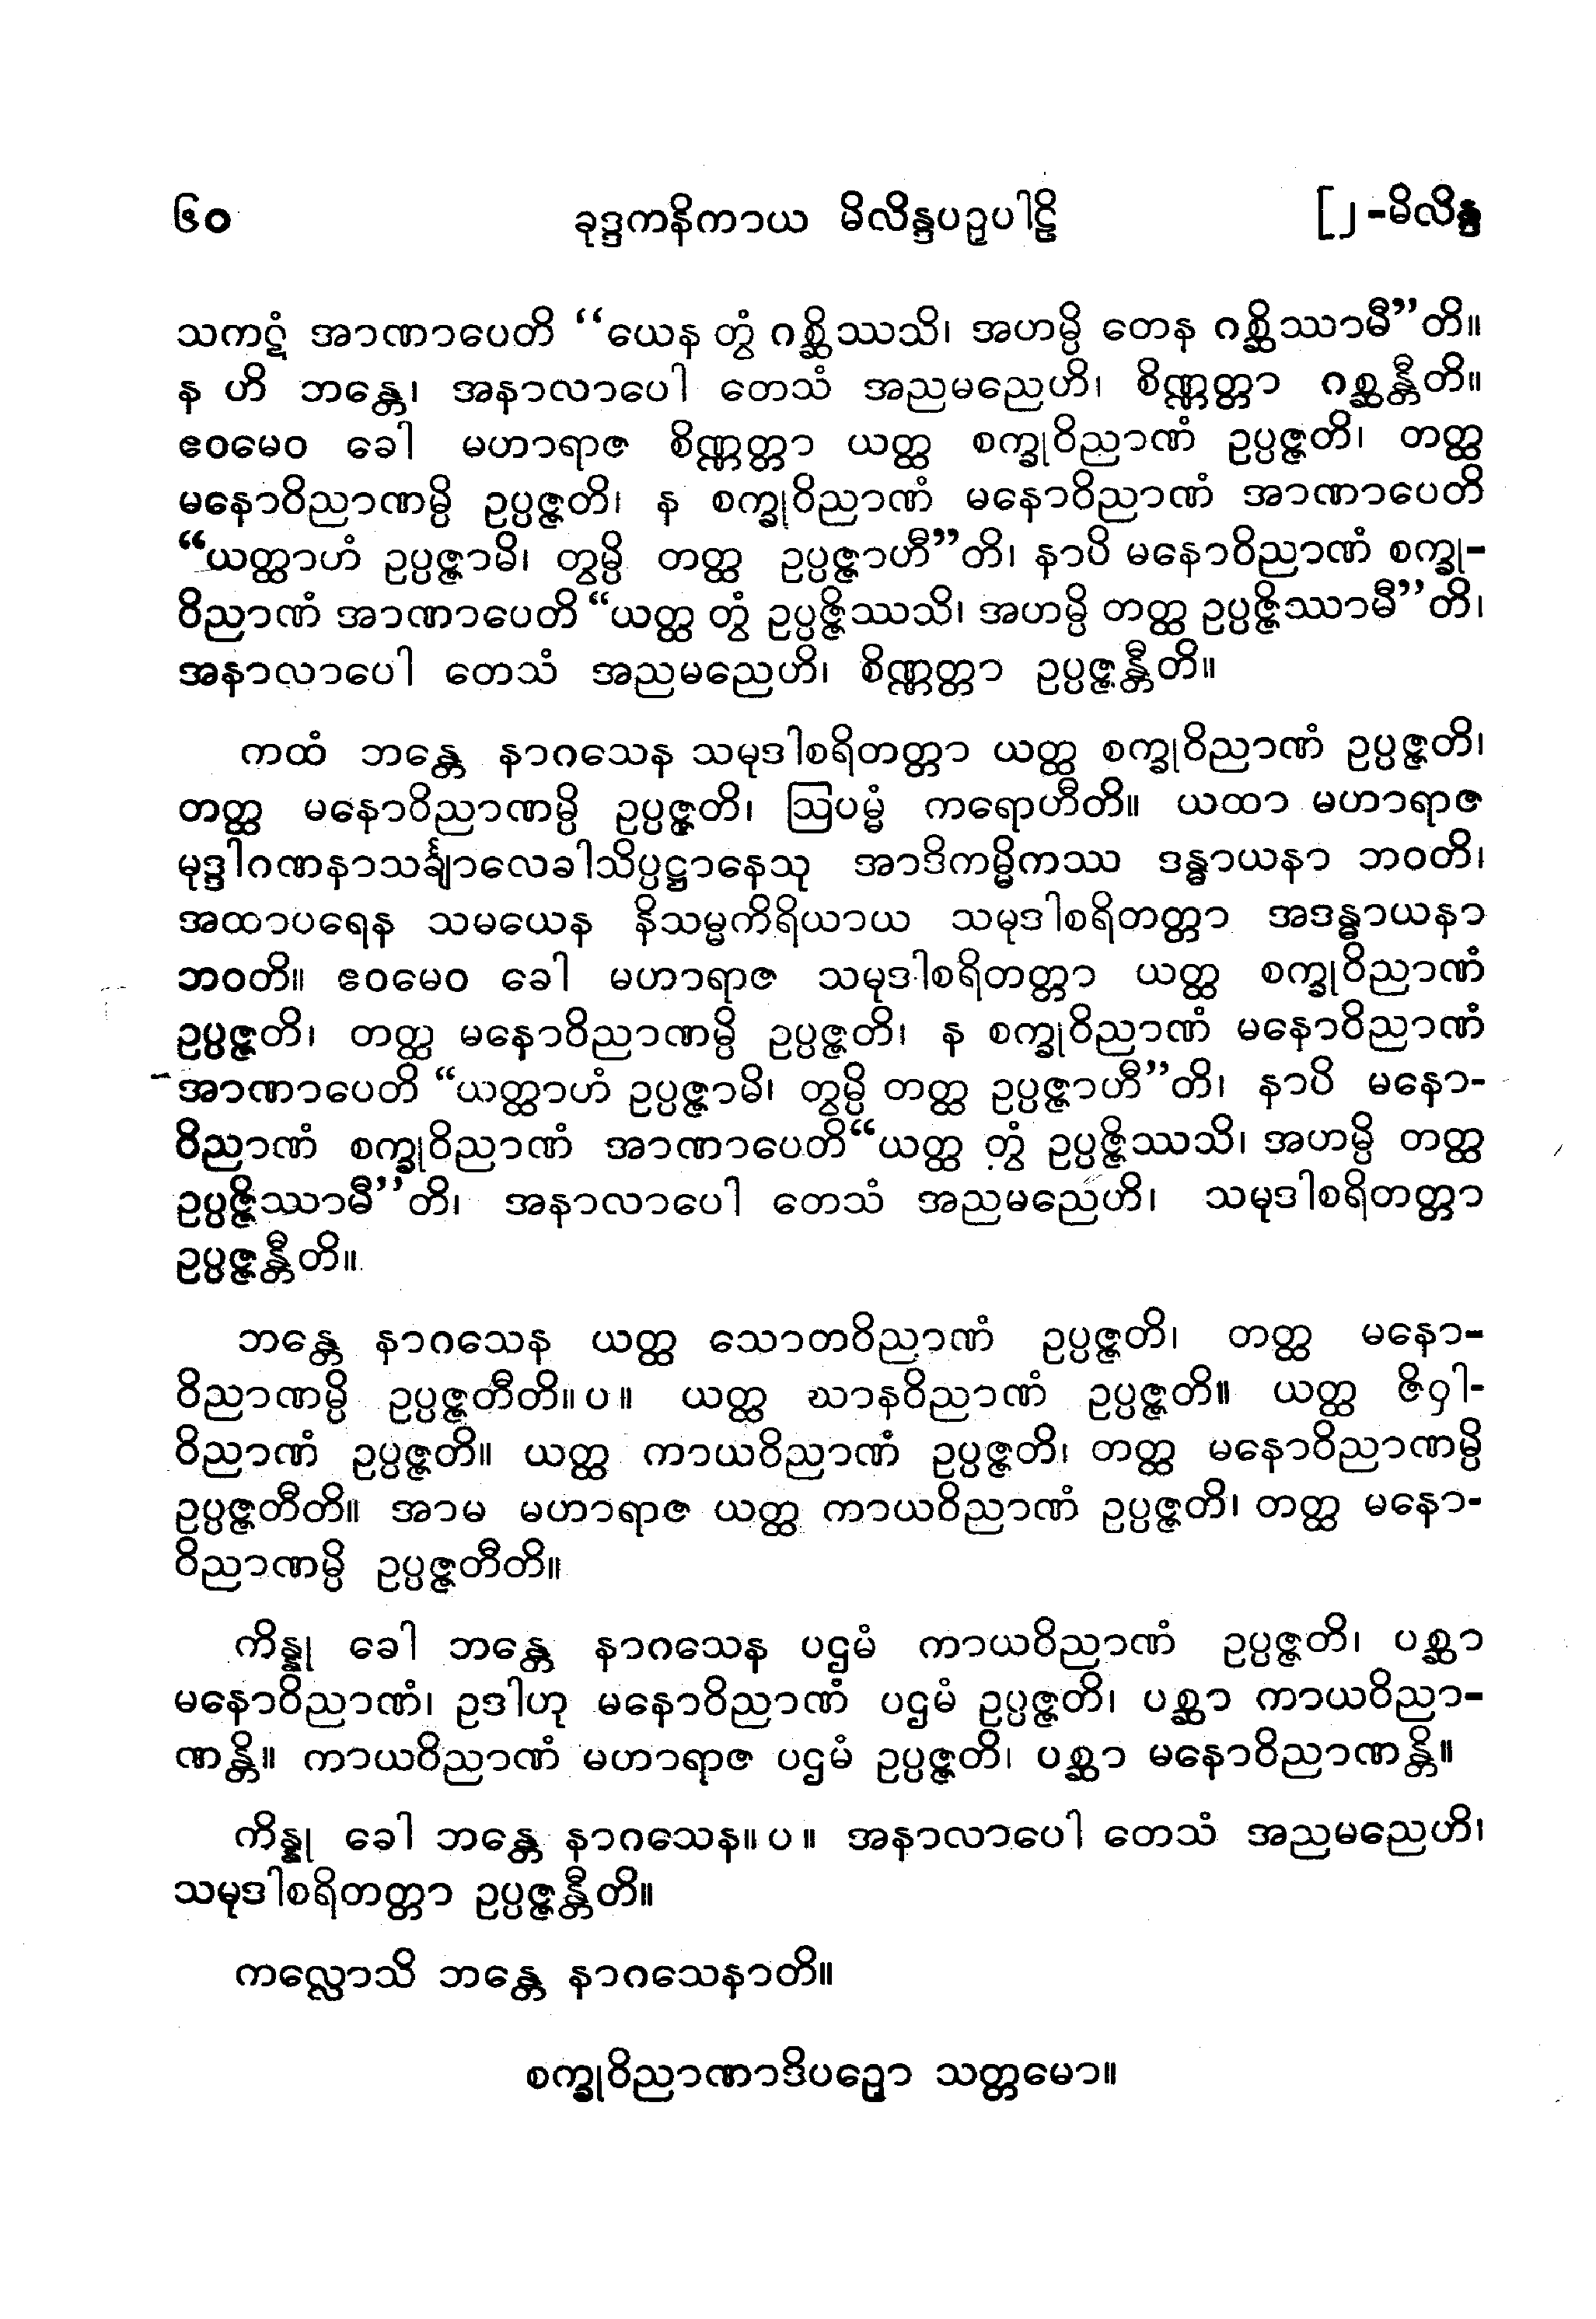 ၆၀ ခုဒ္ဒကနိကာယ မိလိန္ဒပဉှပါဠိ [၂-မိလိန္ဒ
သကဋံ အာဏာပေတိ “ယေန တွံ ဂစ္ဆိဿသိ၊ အဟမ္ပိ တေန ဂစ္ဆိဿာမီ”တိ။
န ဟိ ဘန္တေ၊ အနာလာပေါ တေသံ အညမညေဟိ၊ စိဏ္ဏတ္တာ ဂစ္ဆန္တီတိ။
ဧဝမေဝ ခေါ မဟာရာဇ စိဏ္ဏတ္တာ ယတ္ထ စက္ခုဝိညာဏံ ဥပ္ပဇ္ဇတိ၊ တတ္ထ
မနောဝိညာဏမ္ပိ ဥပ္ပဇ္ဇတိ၊ န စက္ခုဝိညာဏံ မနောဝိညာဏံ အာဏာပေတိ
“ယတ္ထာဟံ ဥပ္ပဇ္ဇာမိ၊ တွမ္ပိ တတ္ထ ဥပ္ပဇ္ဇာဟီ”တိ၊ နာပိ မနောဝိညာဏံ စက္ခု-
ဝိညာဏံ အာဏာပေတိ “ယတ္ထ တွံ ဥပ္ပဇ္ဇိဿသိ၊ အဟမ္ပိ တတ္ထ ဥပ္ပဇ္ဇိဿာမီ”တိ၊
အနာလာပေါ တေသံ အညမညေဟိ၊ စိဏ္ဏတ္တာ ဥပ္ပဇ္ဇန္တီတိ။
ကထံ ဘန္တေ နာဂသေန သမုဒါစရိတတ္တာ ယတ္ထ စက္ခုဝိညာဏံ ဥပ္ပဇ္ဇတိ၊
တတ္ထ မနောဝိညာဏမ္ပိ ဥပ္ပဇ္ဇတိ၊ ဩပမ္မံ ကရောဟီတိ။ ယထာ မဟာရာဇ
မုဒ္ဒါဂဏနာသင်္ချာလေခါသိပ္ပဋ္ဌာနေသု အာဒိကမ္မိကဿ ဒန္ဓာယနာ ဘဝတိ၊
အထာပရေန သမယေန နိသမ္မကိရိယာယ သမုဒါစရိတတ္တာ အဒန္ဓာယနာ
ဘဝတိ။ ဧဝမေဝ ခေါ မဟာရာဇ သမုဒါစရိတတ္တာ ယတ္ထ စက္ခုဝိညာဏံ
ဥပ္ပဇ္ဇတိ၊ တတ္ထ မနောဝိညာဏမ္ပိ ဥပ္ပဇ္ဇတိ၊ န စက္ခုဝိညာဏံ မနောဝိညာဏံ
အာဏာပေတိ “ယတ္ထာဟံ ဥပ္ပဇ္ဇာမိ၊ တွမ္ပိ တတ္ထ ဥပ္ပဇ္ဇာဟီ”တိ၊ နာပိ မနော-
ဝိညာဏံ စက္ခုဝိညာဏံ အာဏာပေတိ“ယတ္ထ တွံ ဥပ္ပဇ္ဇိဿသိ၊ အဟမ္ပိ တတ္ထ
ဥပ္ပဇ္ဇိဿာမီ”တိ၊ အနာလာပေါ တေသံ အညမညေဟိ၊ သမုဒါစရိတတ္တာ
ဥပ္ပဇ္ဇန္တီတိ။
ဘန္တေ နာဂသေန ယတ္ထ သောတဝိညာဏံ ဥပ္ပဇ္ဇတိ၊ တတ္ထ မနော-
ဝိညာဏမ္ပိ ဥပ္ပဇ္ဇတီတိ။ ပ ။ ယတ္ထ ဃာနဝိညာဏံ ဥပ္ပဇ္ဇတိ။ ယတ္ထ ဇိဝှါ-
ဝိညာဏံ ဥပ္ပဇ္ဇတိ။ ယတ္ထ ကာယဝိညာဏံ ဥပ္ပဇ္ဇတိ၊ တတ္ထ မနောဝိညာဏမ္ပိ
ဥပ္ပဇ္ဇတီတိ။ အာမ မဟာရာဇ ယတ္ထ ကာယဝိညာဏံ ဥပ္ပဇ္ဇတိ၊ တတ္ထ မနော-
ဝိညာဏမ္ပိ ဥပ္ပဇ္ဇတီတိ။
ကိန္နု ခေါ ဘန္တေ နာဂသေန ပဌမံ ကာယဝိညာဏံ ဥပ္ပဇ္ဇတိ၊ ပစ္ဆာ
မနောဝိညာဏံ၊ ဥဒါဟု မနောဝိညာဏံ ပဌမံ ဥပ္ပဇ္ဇတိ၊ ပစ္ဆာ ကာယဝိညာ-
ဏန္တိ။ ကာယဝိညာဏံ မဟာရာဇ ပဌမံ ဥပ္ပဇ္ဇတိ၊ ပစ္ဆာ မနောဝိညာဏန္တိ။
ကိန္နု ခေါ ဘန္တေ နာဂသေန။ ပ ။ အနာလာပေါ တေသံ အညမညေဟိ၊
သမုဒါစရိတတ္တာ ဥပ္ပဇ္ဇန္တီတိ။
ကလ္လောသိ ဘန္တေ နာဂသေနာတိ။
စက္ခုဝိညာဏာဒိပဉှော သတ္တမော။